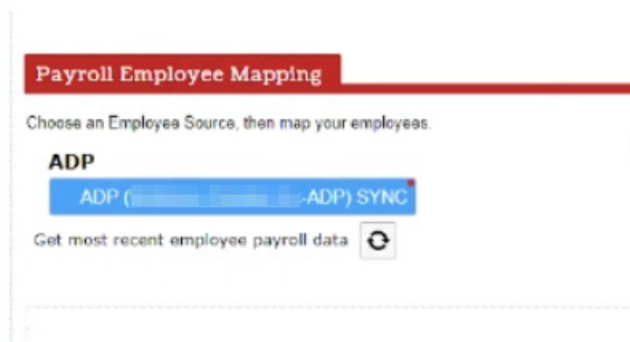 Payroll Employee Mapping
Choose an Employee Source, then map your employees.
ADP
ADP ( -ADP) SYNC
Get most recent employee payroll data